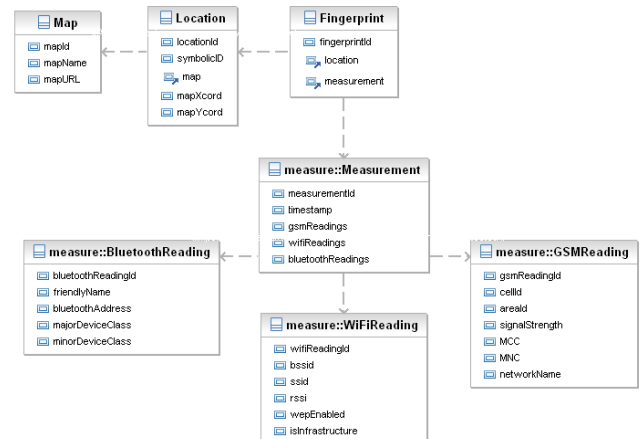 Map
mapId
mapName
mapURL
Location
locationId
symbolicID
map
mapXcord
mapYcord
Fingerprint
fingerprintId
location
measurement
measure::Measurement
measurementId
timestamp
gsmReadings
wifiReadings
bluetoothReadings
measure::BluetoothReading
bluetoothReadingId
friendlyName
bluetoothAddress
majorDeviceClass
minorDeviceClass
measure::WiFiReading
wifiReadingId
bssid
ssid
rssi
wepEnabled
isInfrastructure
measure::GSMReading
gsmReadingId
cellId
areaId
signalStrength
MCC
MNC
networkName